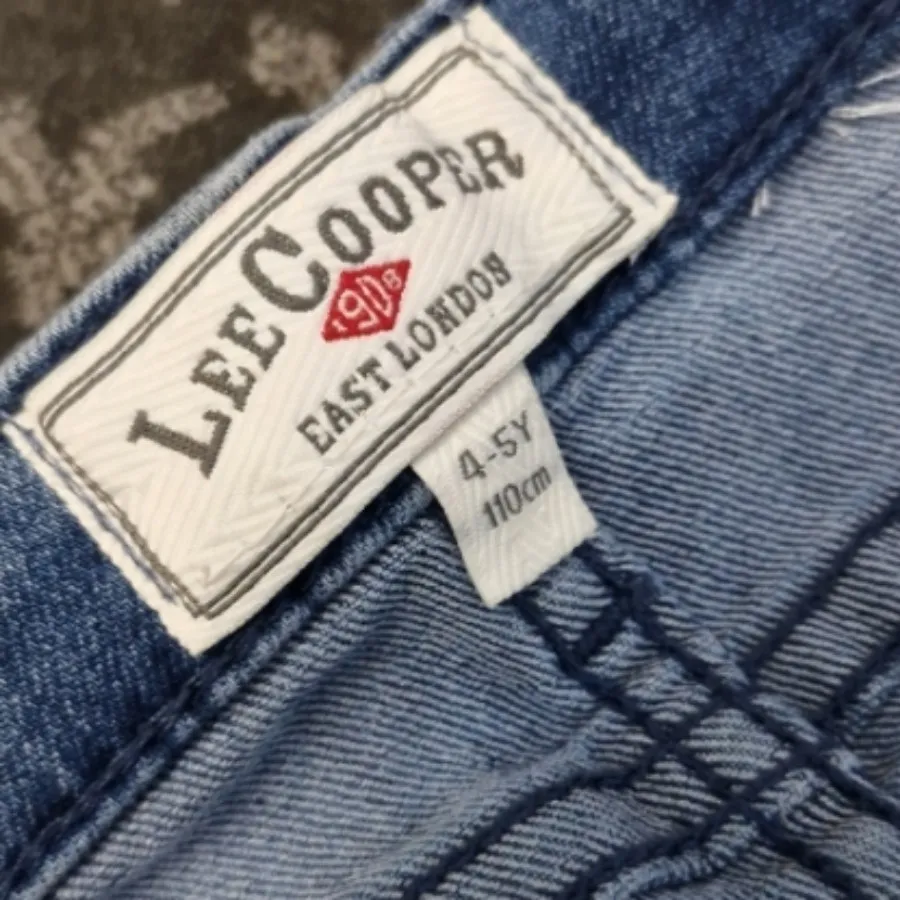 LEE COOPER
1908
EAST LONDON
4-5Y
110cm